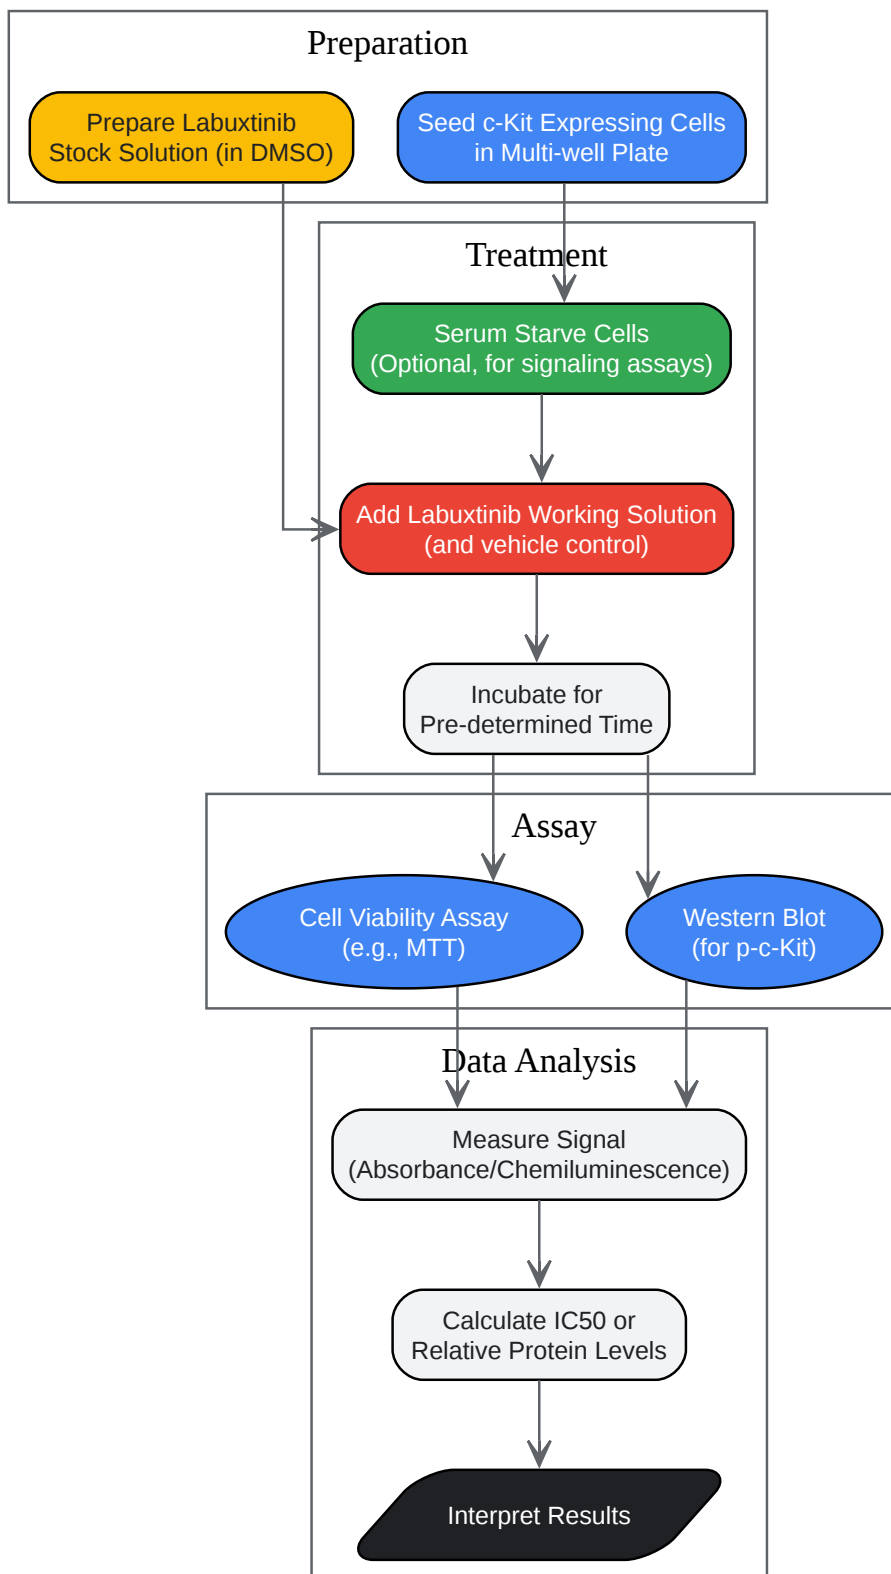 Preparation
Prepare Labuxtinib
Stock Solution (in DMSO)
Seed c-Kit Expressing Cells
in Multi-well Plate
Treatment
Serum Starve Cells
(Optional, for signaling assays)
Add Labuxtinib Working Solution
(and vehicle control)
Incubate for
Pre-determined Time
Assay
Cell Viability Assay
(e.g., MTT)
Western Blot
(for p-c-Kit)
Data Analysis
Measure Signal
(Absorbance/Chemiluminescence)
Calculate IC50 or
Relative Protein Levels
Interpret Results